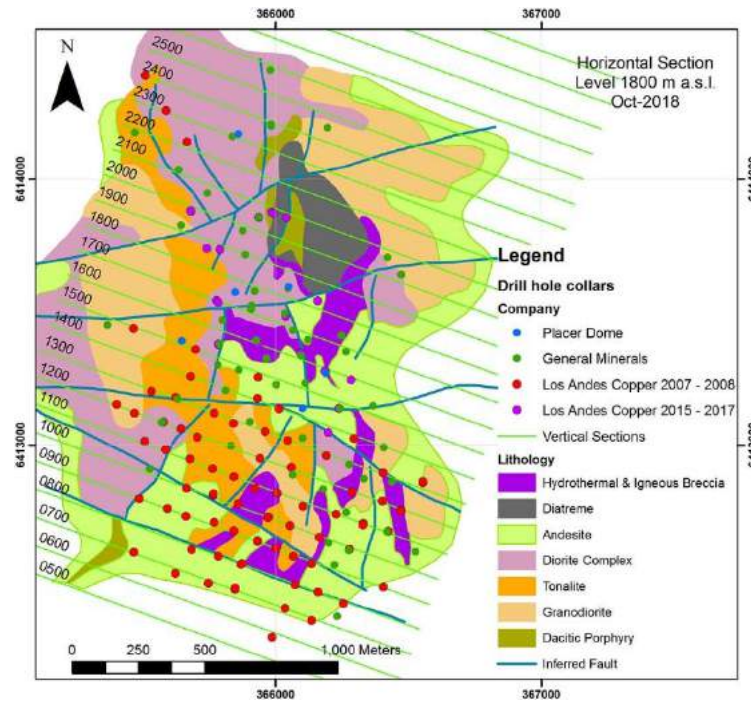 366000
367000
N
Horizontal Section
Level 1800 m a.s.l.
Oct-2018
2500
2400
2300
2200
2100
2000
1900
1800
1700
1600
1500
1400
1300
1200
1100
1000
0900
0800
0700
0600
0500
6414000
6414000
6413000
6413000
Legend
Drill hole collars
Company
Placer Dome
General Minerals
Los Andes Copper 2007 - 2008
Los Andes Copper 2015 - 2017
Vertical Sections
Lithology
Hydrothermal & Igneous Breccia
Diatreme
Andesite
Diorite Complex
Tonalite
Granodiorite
Dacitic Porphyry
Inferred Fault
0 250 500 1,000 Meters
366000
367000